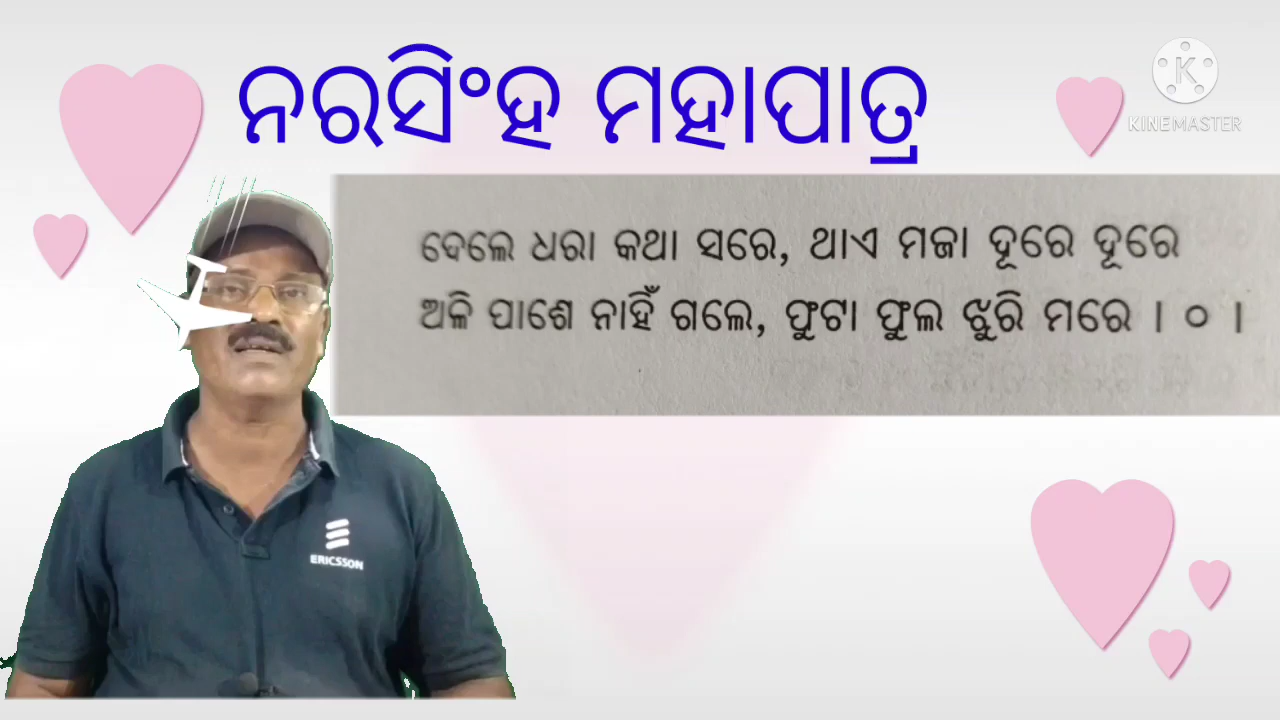 ନରସିଂହ ମହାପାତ୍ର
K
KINEMASTER
ଦେଲେ ଧରା କଥା ସରେ, ଥାଏ ମଜା ଦୂରେ ଦୂରେ
ଅଳି ପାଶେ ନାହିଁ ଗଲେ, ଫୁଟା ଫୁଲ ଝୁରି ମରେ । ୦ ।
ERICSSON